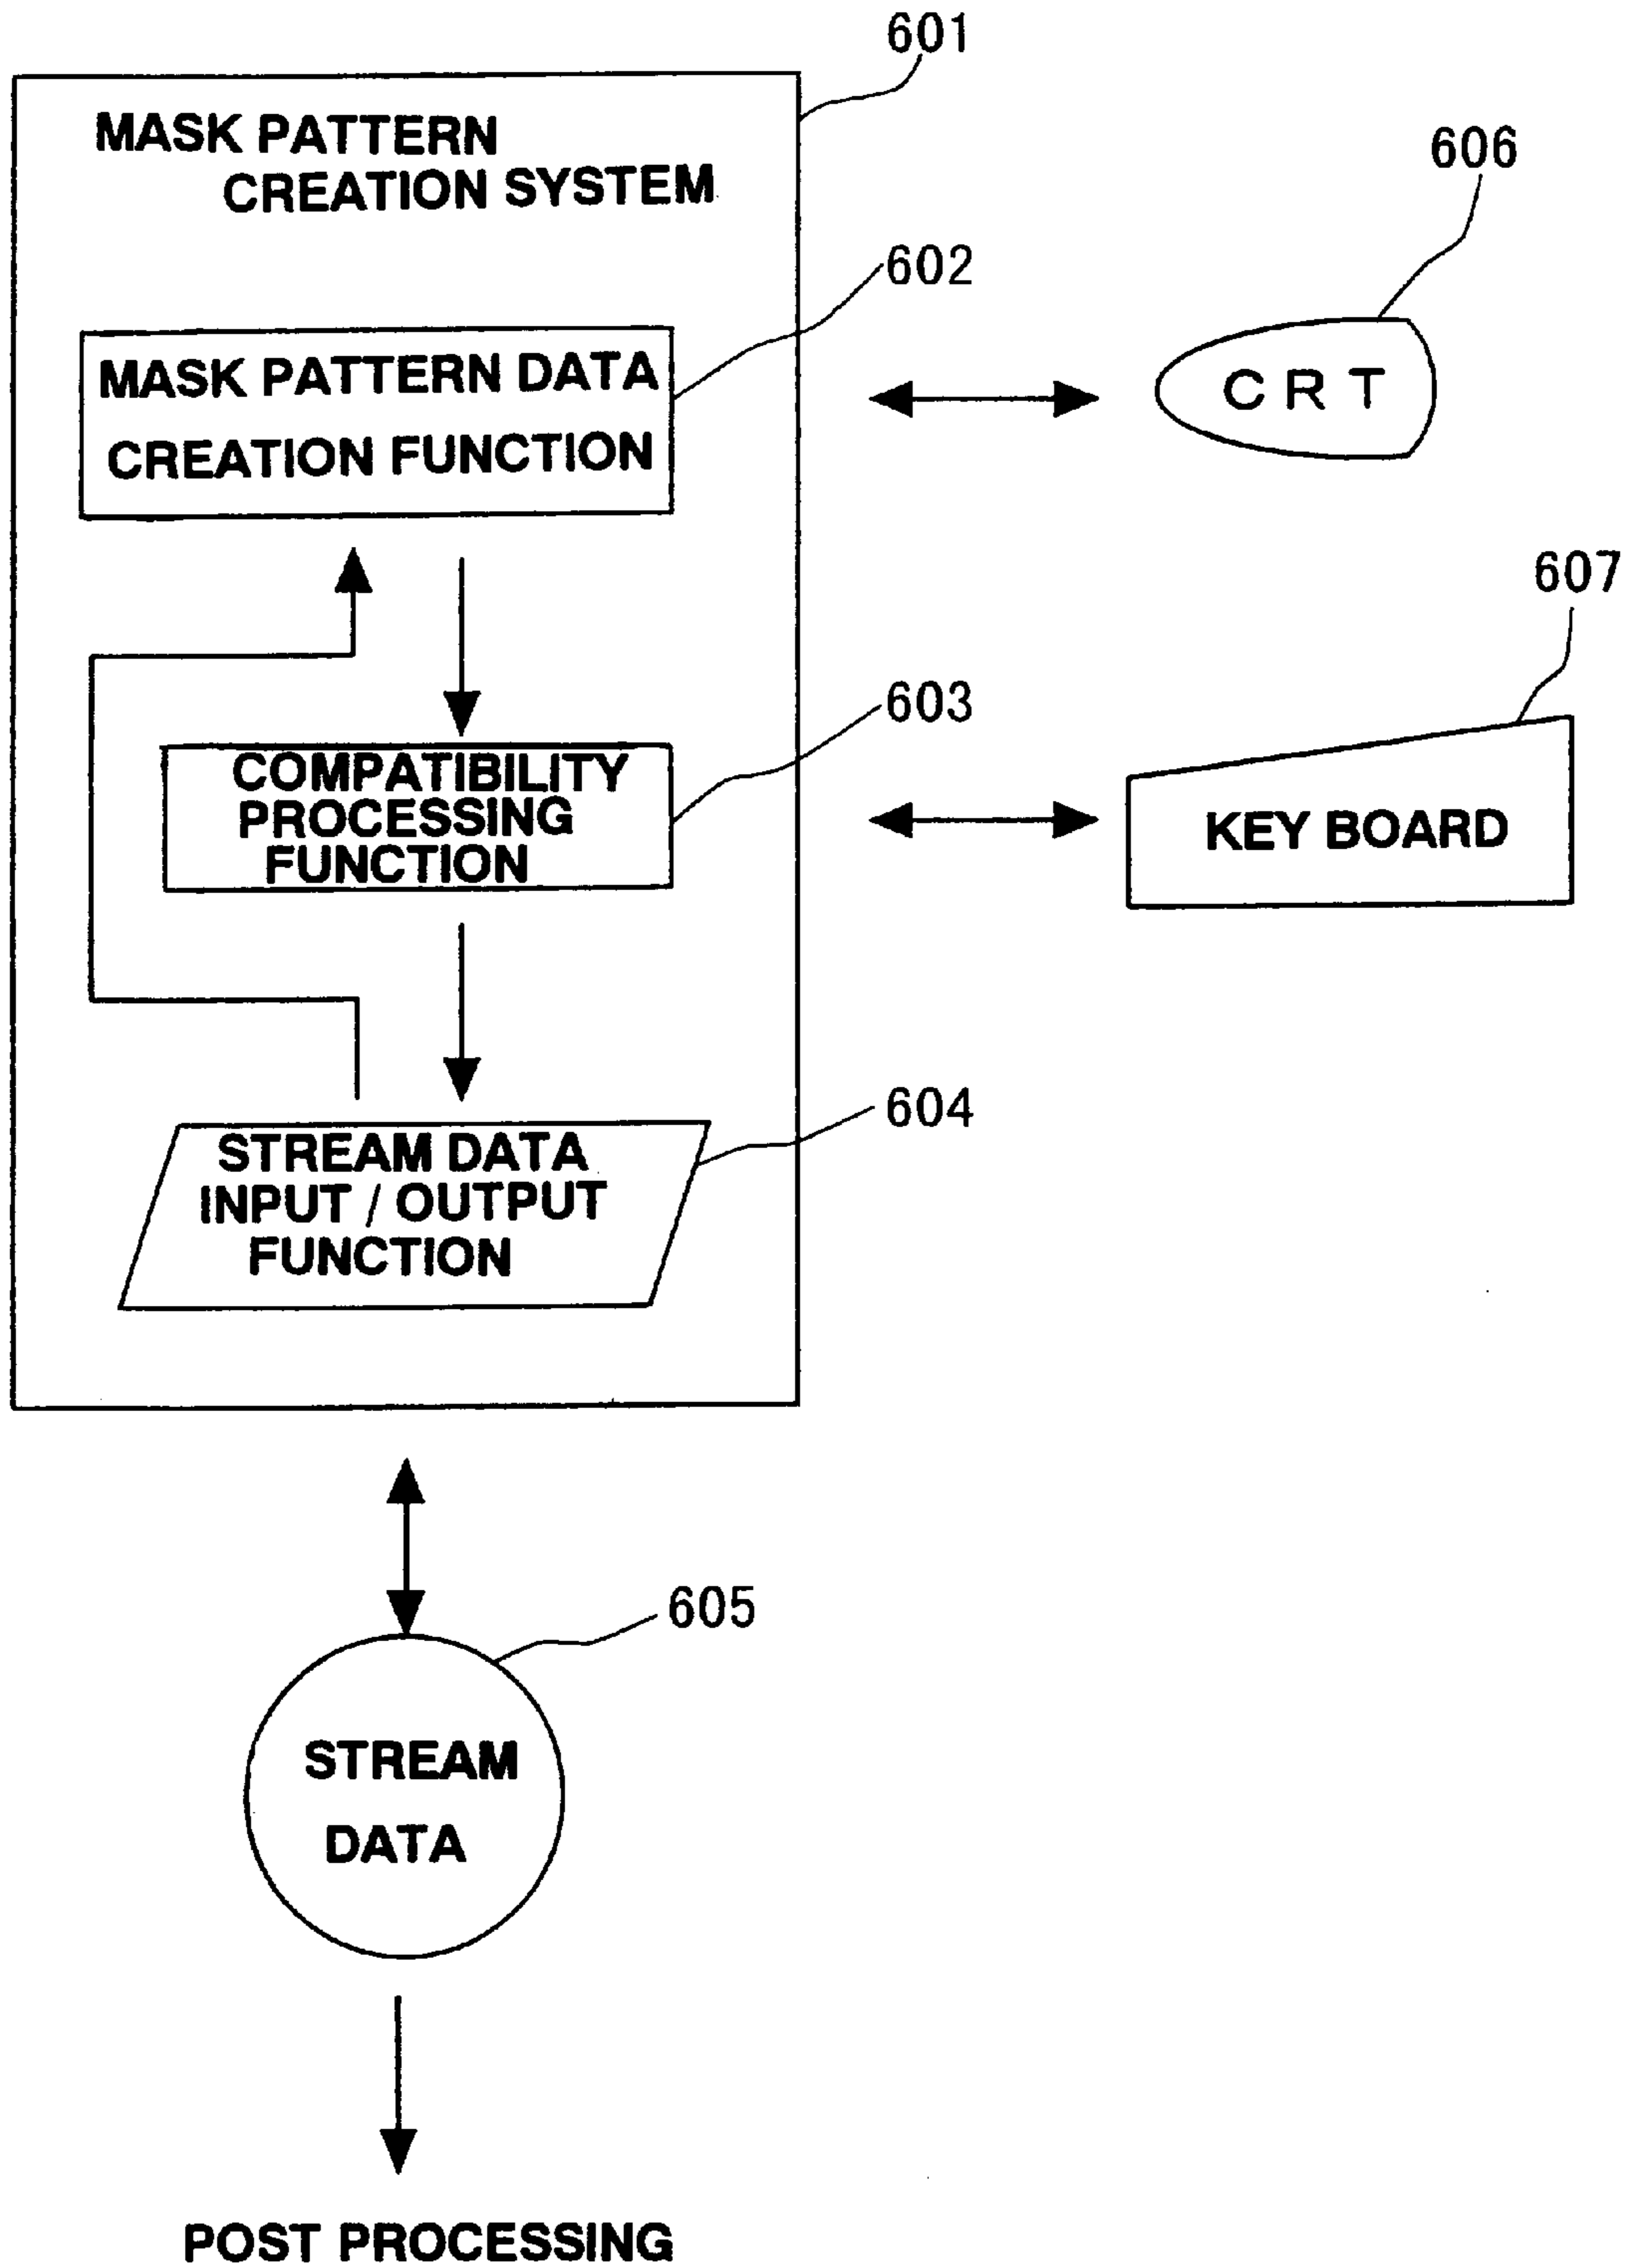 601
MASK PATTERN
CREATION SYSTEM
606
602
MASK PATTERN DATA
CREATION FUNCTION
C R T
607
603
COMPATIBILITY
PROCESSING
FUNCTION
KEY BOARD
604
STREAM DATA
INPUT / OUTPUT
FUNCTION
605
STREAM
DATA
POST PROCESSING